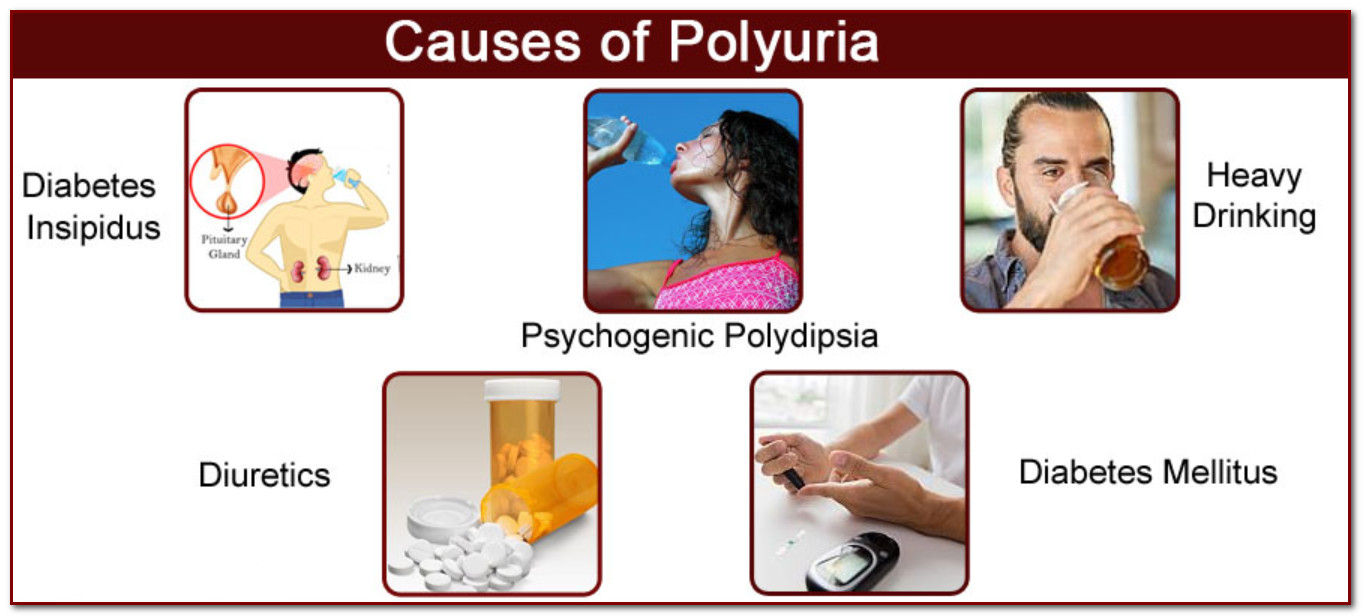 Causes of Polyuria
Diabetes
Insipidus
Pituitary
Gland
Kidney
Heavy
Drinking
Psychogenic Polydipsia
Diuretics
Diabetes Mellitus